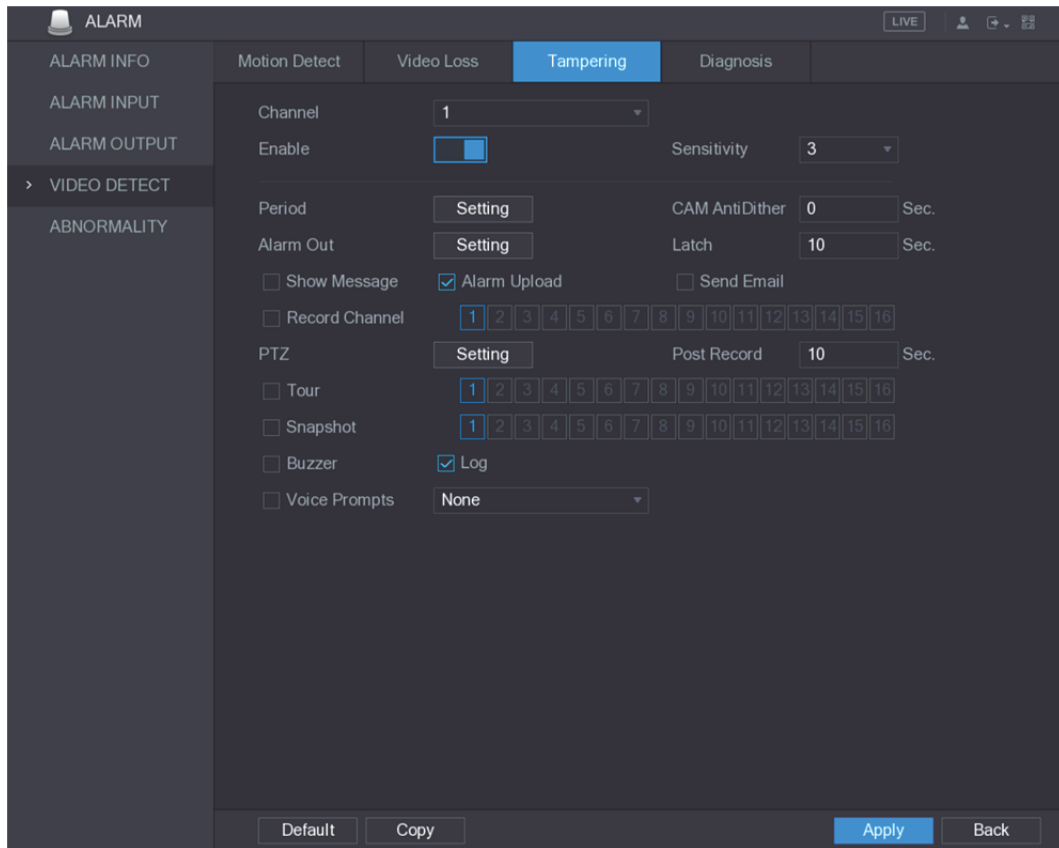 ALARM LIVE
ALARM INFO
ALARM INPUT
ALARM OUTPUT
> VIDEO DETECT
ABNORMALITY
Motion Detect Video Loss Tampering Diagnosis
Channel 1
Enable Sensitivity 3
Period Setting CAM AntiDither 0 Sec.
Alarm Out Setting Latch 10 Sec.
Show Message Alarm Upload Send Email
Record Channel 1 2 3 4 5 6 7 8 9 10 11 12 13 14 15 16
PTZ Setting Post Record 10 Sec.
Tour 1 2 3 4 5 6 7 8 9 10 11 12 13 14 15 16
Snapshot 1 2 3 4 5 6 7 8 9 10 11 12 13 14 15 16
Buzzer Log
Voice Prompts None
Default Copy Apply Back